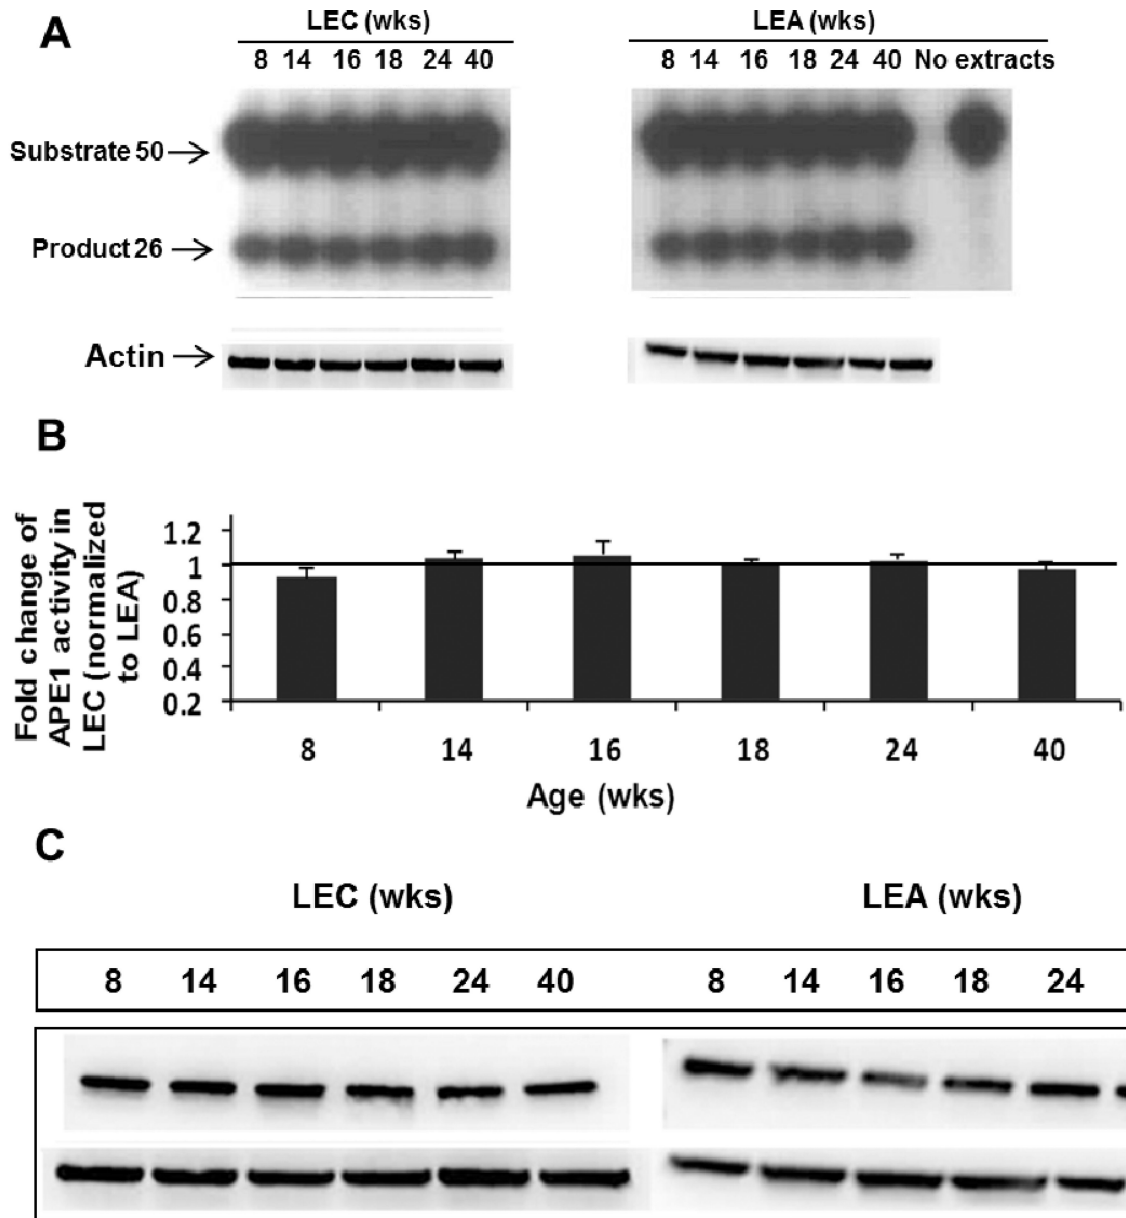 A
LEC (wks)
LEA (wks)
8 14 16 18 24 40
8 14 16 18 24 40 No extracts
Substrate 50
Product 26
Actin
B
Fold change of
APE1 activity in
LEC (normalized
to LEA)
1.2
1
0.8
0.6
0.4
0.2
8 14 16 18 24 40
Age (wks)
C
LEC (wks)
LEA (wks)
8 14 16 18 24 40
8 14 16 18 24